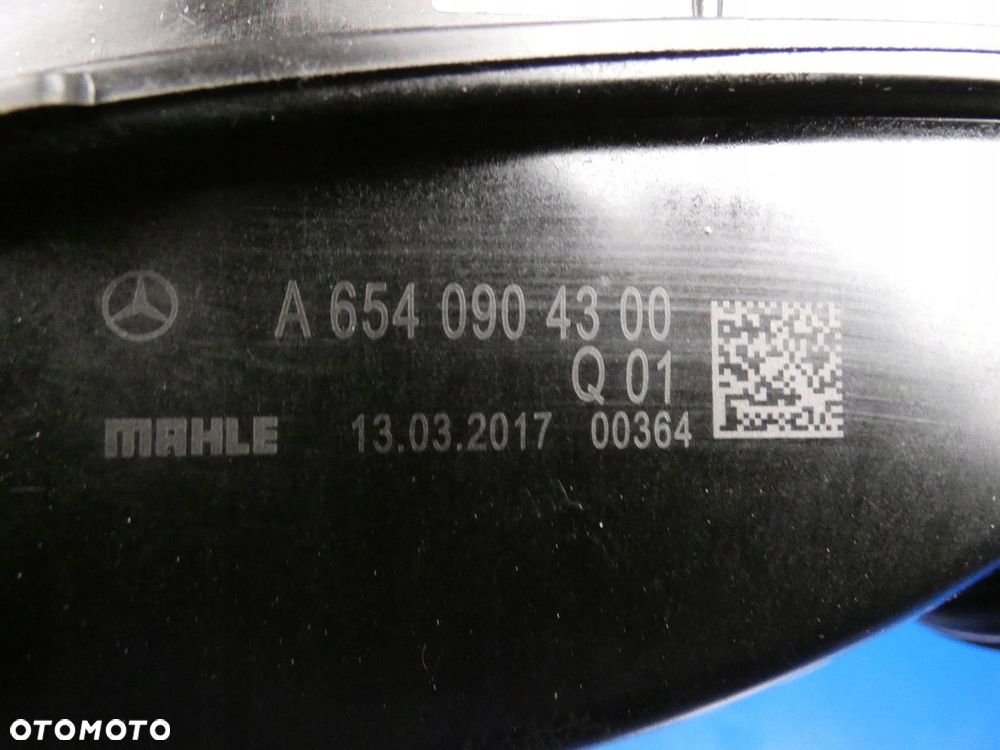 A 654 090 43 00
Q 01
MAHLE 13.03.2017 00364
OTOMOTO